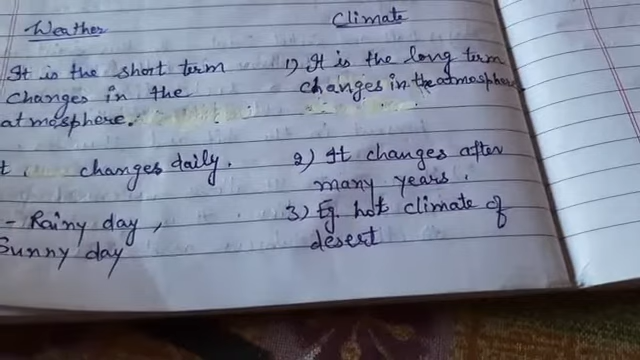 Weather
It is the short term
changes in the
atmosphere.
changes daily.
- Rainy day,
Sunny day
Climate
1) It is the long term
changes in the atmosphere
2) It changes after
many years.
3) Eg. hot climate of
desert